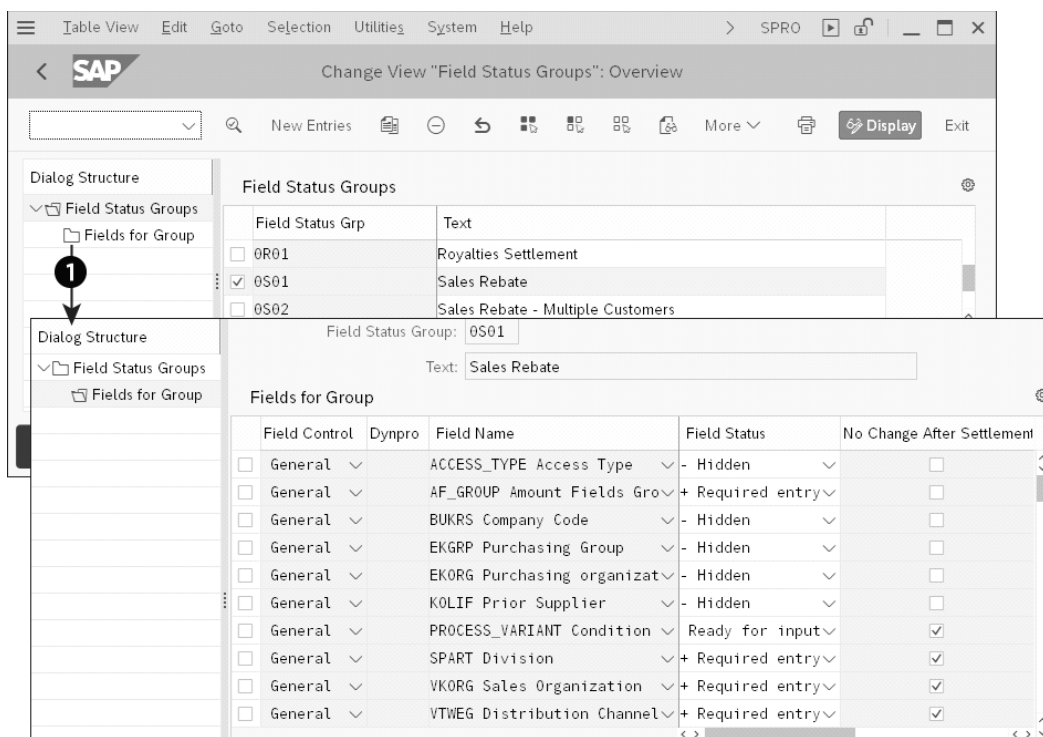 Table View Edit Goto Selection Utilities System Help SPRO
SAP Change View "Field Status Groups": Overview
New Entries More Display Exit
Dialog Structure
Field Status Groups
Fields for Group
Field Status Groups
Field Status Grp Text
0R01 Royalties Settlement
0S01 Sales Rebate
0S02 Sales Rebate - Multiple Customers
1
Dialog Structure
Field Status Groups
Fields for Group
Field Status Group: 0S01
Text: Sales Rebate
Fields for Group
Field Control Dynpro Field Name Field Status No Change After Settlement
General ACCESS_TYPE Access Type - Hidden
General AF_GROUP Amount Fields Gro + Required entry
General BUKRS Company Code - Hidden
General EKGRP Purchasing Group - Hidden
General EKORG Purchasing organizat - Hidden
General KOLIF Prior Supplier - Hidden
General PROCESS_VARIANT Condition Ready for input
General SPART Division + Required entry
General VKORG Sales Organization + Required entry
General VTWEG Distribution Channel + Required entry